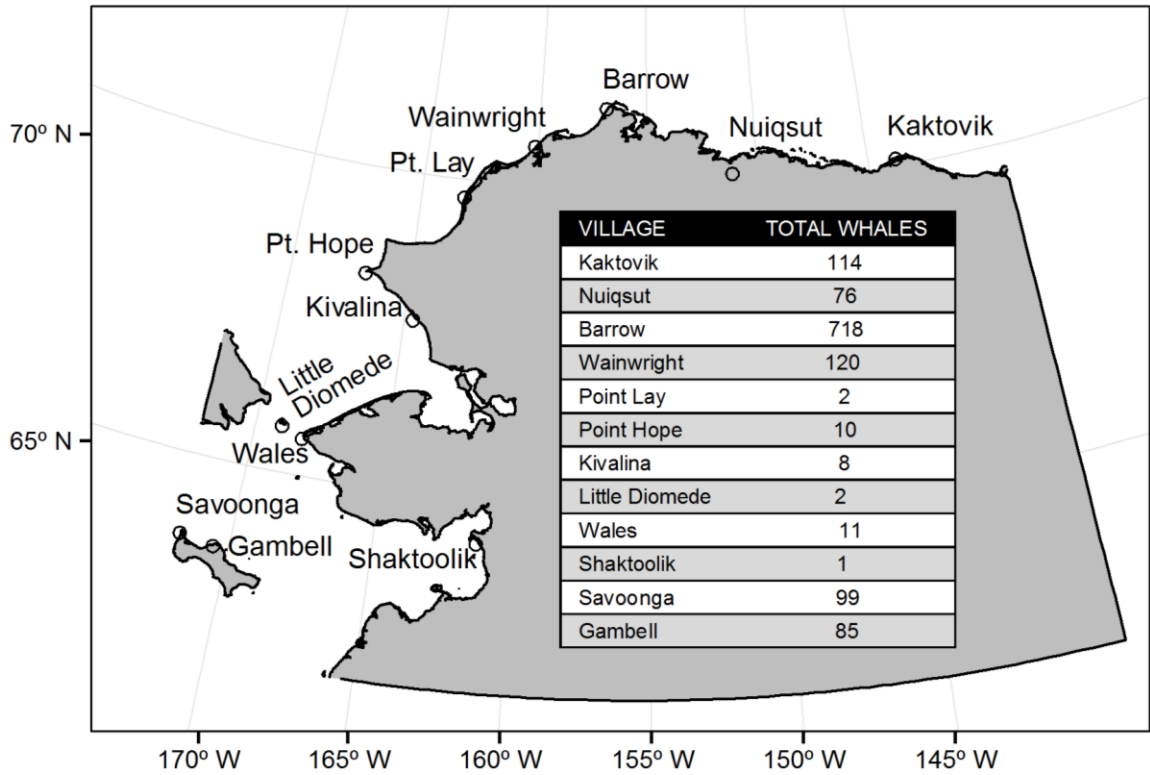 Barrow
Wainwright
Nuiqsut
Kaktovik
70º N
Pt. Lay
Pt. Hope
Kivalina
Little
Diomede
65º N
Wales
Savoonga
Gambell
Shaktoolik
VILLAGE TOTAL WHALES
Kaktovik 114
Nuiqsut 76
Barrow 718
Wainwright 120
Point Lay 2
Point Hope 10
Kivalina 8
Little Diomede 2
Wales 11
Shaktoolik 1
Savoonga 99
Gambell 85
170º W 165º W 160º W 155º W 150º W 145º W